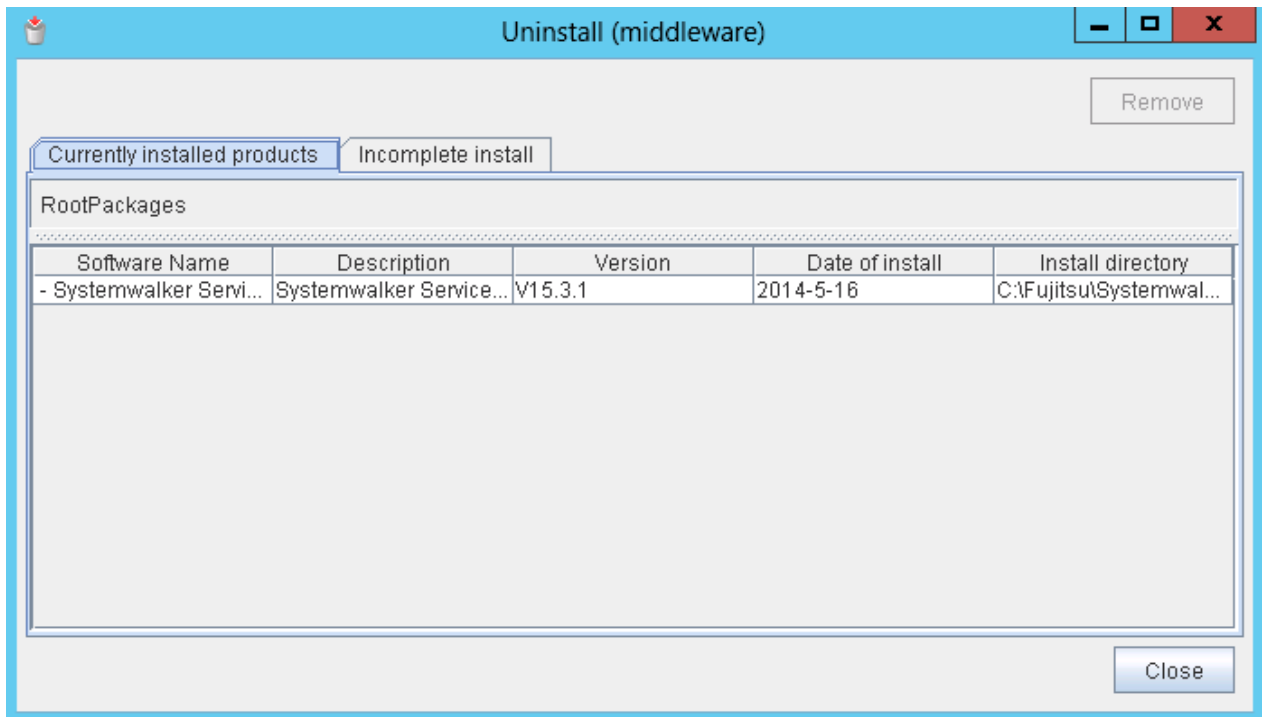 Uninstall (middleware)
Remove
Currently installed products Incomplete install
RootPackages
Software Name Description Version Date of install Install directory
- Systemwalker Servi... Systemwalker Service... V15.3.1 2014-5-16 C:\Fujitsu\Systemwal...
Close